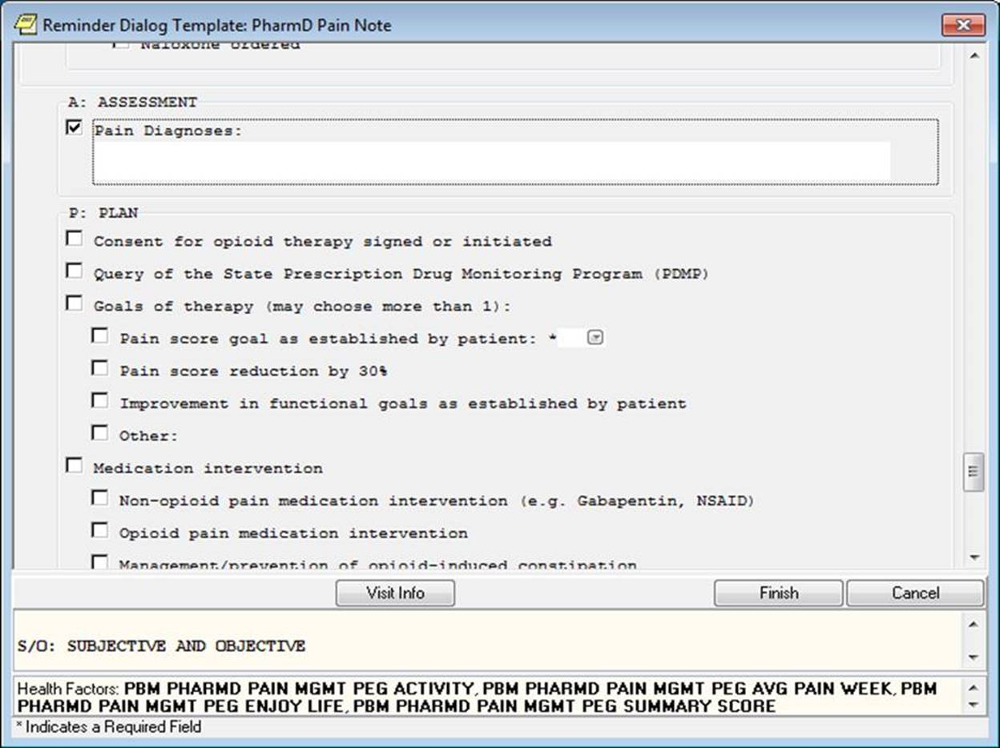 Reminder Dialog Template: PharmD Pain Note
Naloxone ordered
A: ASSESSMENT
Pain Diagnoses:
P: PLAN
Consent for opioid therapy signed or initiated
Query of the State Prescription Drug Monitoring Program (PDMP)
Goals of therapy (may choose more than 1):
Pain score goal as established by patient: *
Pain score reduction by 30%
Improvement in functional goals as established by patient
Other:
Medication intervention
Non-opioid pain medication intervention (e.g. Gabapentin, NSAID)
Opioid pain medication intervention
Management/prevention of opioid-induced constipation
Visit Info Finish Cancel
S/O: SUBJECTIVE AND OBJECTIVE
Health Factors: PBM PHARMD PAIN MGMT PEG ACTIVITY, PBM PHARMD PAIN MGMT PEG AVG PAIN WEEK, PBM
PHARMD PAIN MGMT PEG ENJOY LIFE, PBM PHARMD PAIN MGMT PEG SUMMARY SCORE
* Indicates a Required Field